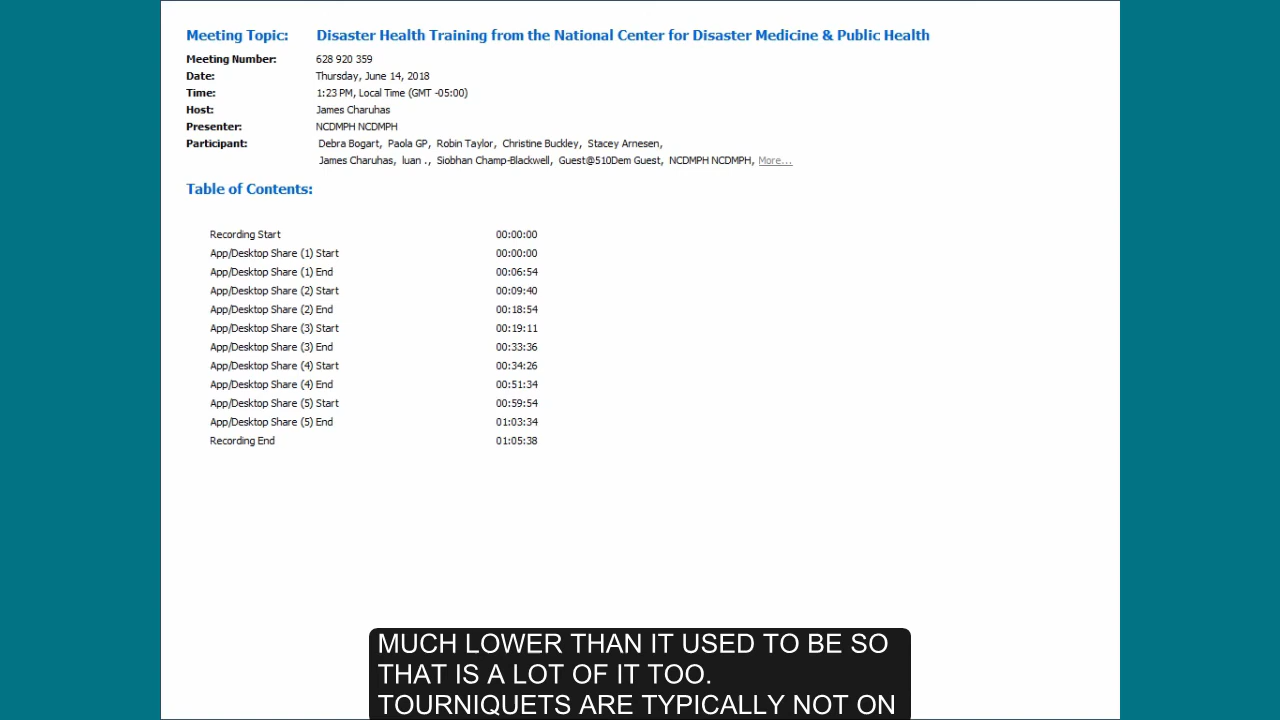 Meeting Topic: Disaster Health Training from the National Center for Disaster Medicine & Public Health
Meeting Number: 628 920 359
Date: Thursday, June 14, 2018
Time: 1:23 PM, Local Time (GMT -05:00)
Host: James Charuhas
Presenter: NCDMPH NCDMPH
Participant: Debra Bogart, Paola GP, Robin Taylor, Christine Buckley, Stacey Arnesen,
James Charuhas, luan ., Siobhan Champ-Blackwell, Guest@510Dem Guest, NCDMPH NCDMPH, More...
Table of Contents:
Recording Start 00:00:00
App/Desktop Share (1) Start 00:00:00
App/Desktop Share (1) End 00:06:54
App/Desktop Share (2) Start 00:09:40
App/Desktop Share (2) End 00:18:54
App/Desktop Share (3) Start 00:19:11
App/Desktop Share (3) End 00:33:36
App/Desktop Share (4) Start 00:34:26
App/Desktop Share (4) End 00:51:34
App/Desktop Share (5) Start 00:59:54
App/Desktop Share (5) End 01:03:34
Recording End 01:05:38
MUCH LOWER THAN IT USED TO BE SO
THAT IS A LOT OF IT TOO.
TOURNIQUETS ARE TYPICALLY NOT ON